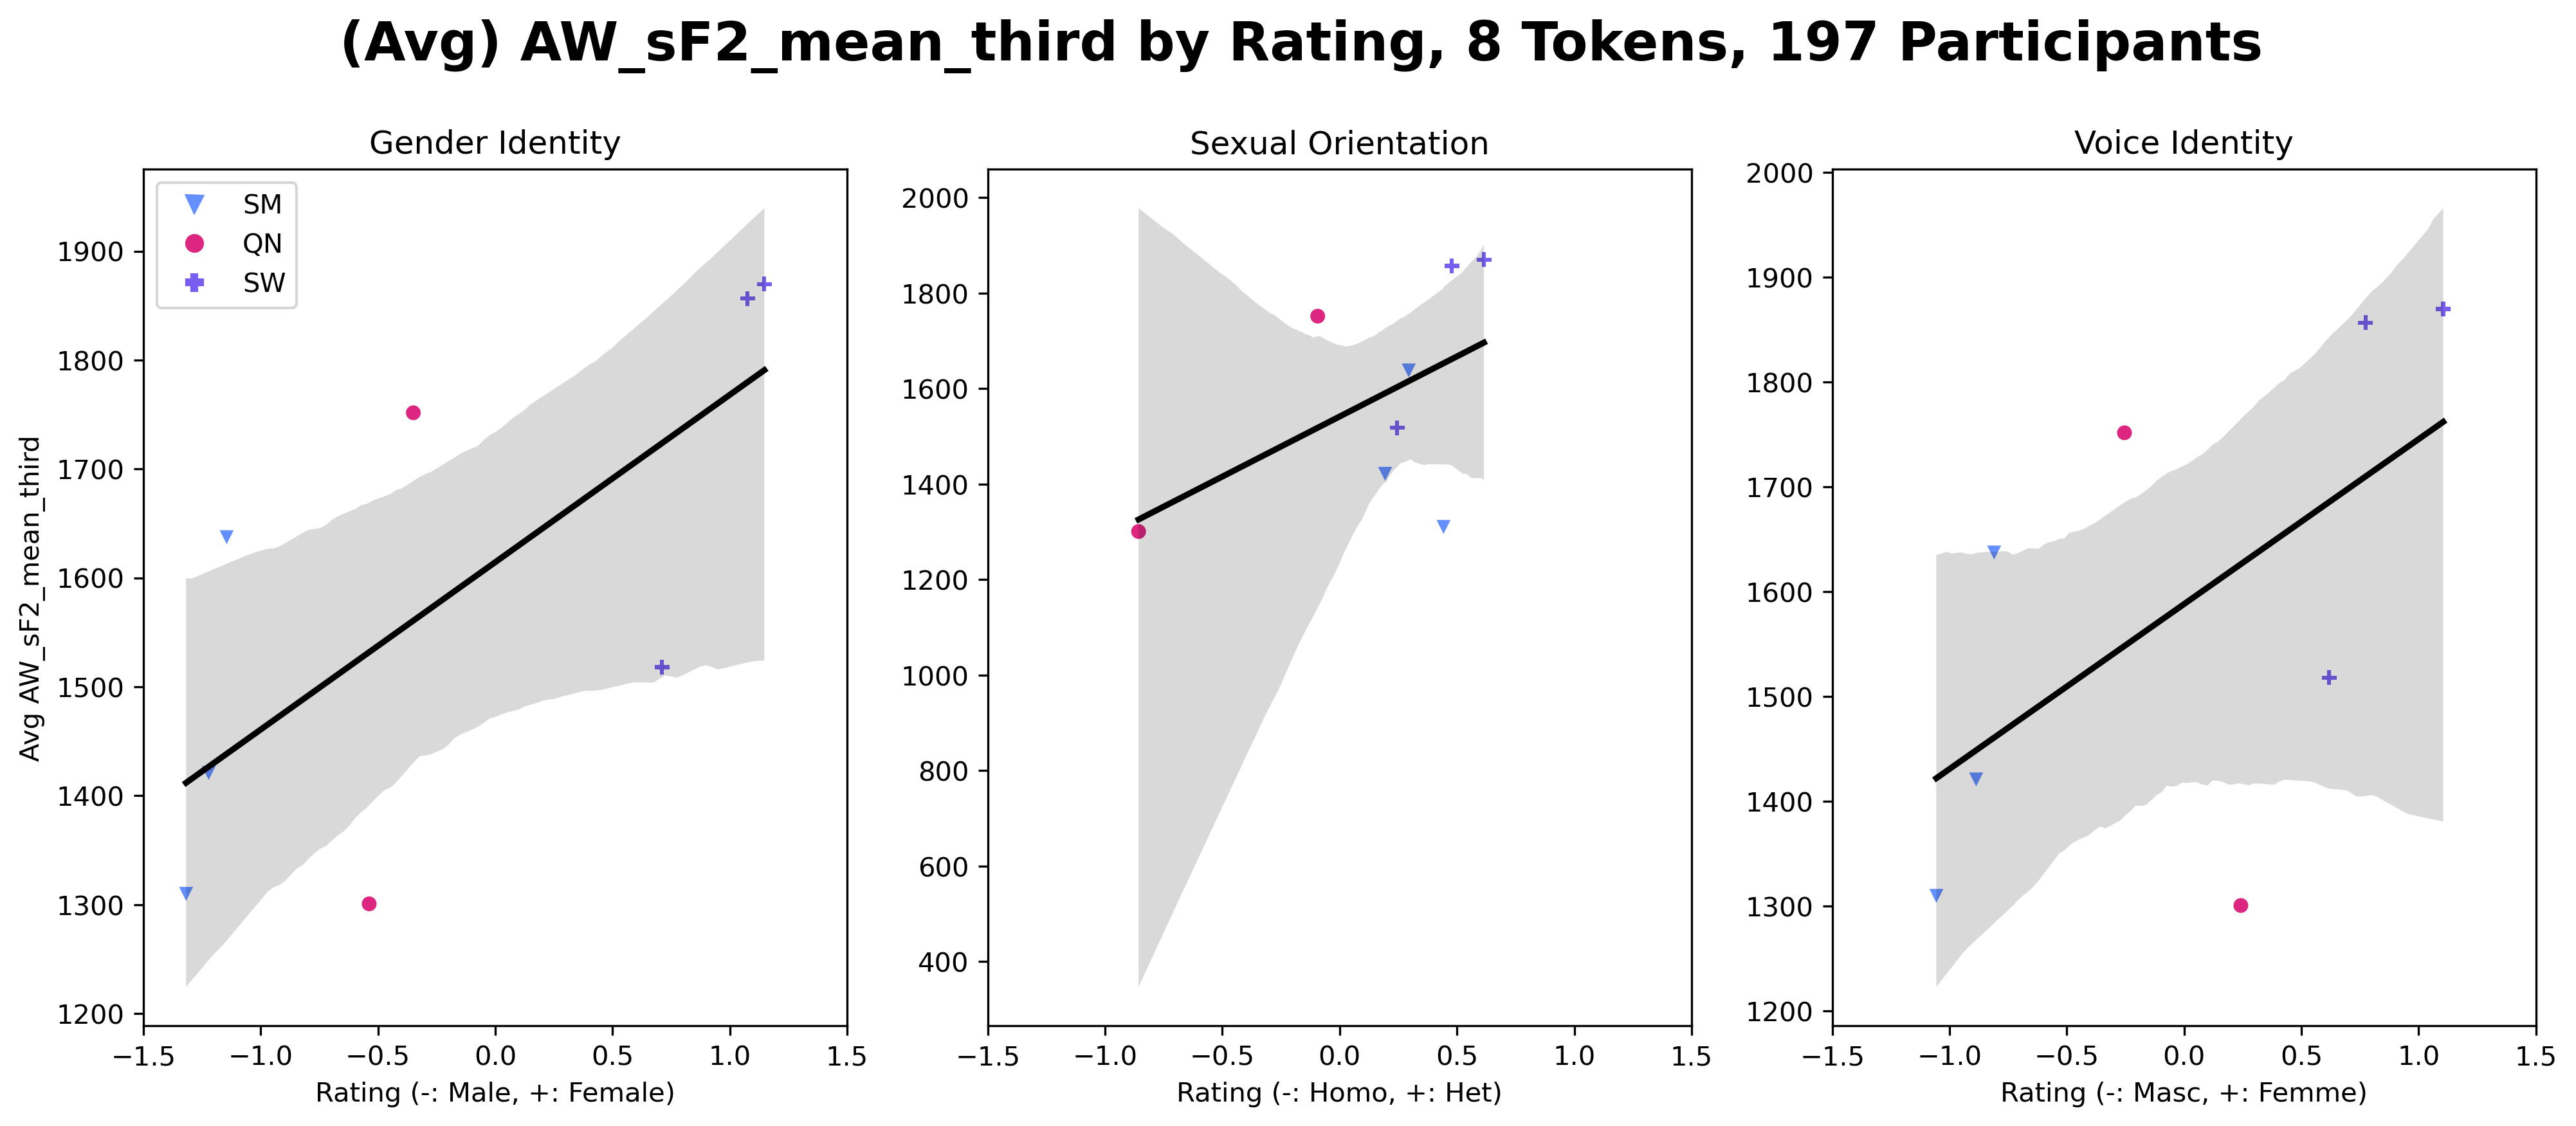 (Avg) AW_sF2_mean_third by Rating, 8 Tokens, 197 Participants
Gender Identity
Sexual Orientation
Voice Identity
SM
QN
SW
Avg AW_sF2_mean_third
1900
1800
1700
1600
1500
1400
1300
1200
−1.5 −1.0 −0.5 0.0 0.5 1.0 1.5
Rating (-: Male, +: Female)
2000
1800
1600
1400
1200
1000
800
600
400
−1.5 −1.0 −0.5 0.0 0.5 1.0 1.5
Rating (-: Homo, +: Het)
2000
1900
1800
1700
1600
1500
1400
1300
1200
−1.5 −1.0 −0.5 0.0 0.5 1.0 1.5
Rating (-: Masc, +: Femme)